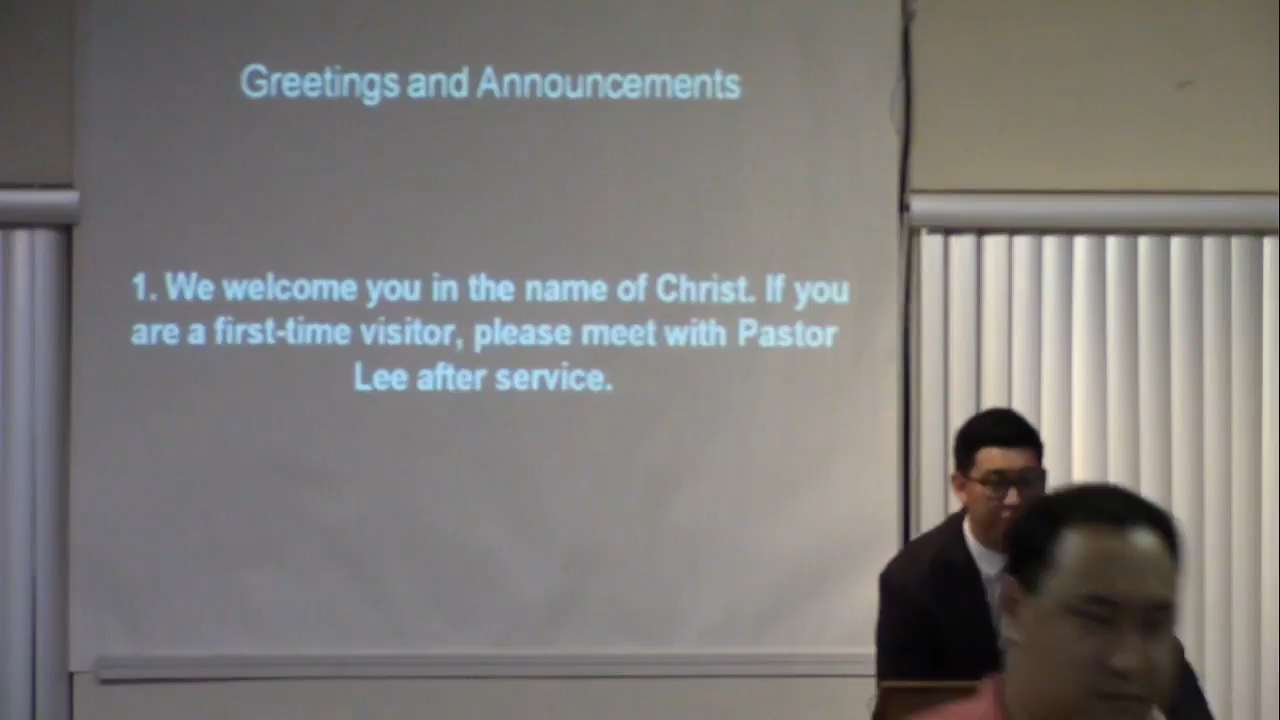 Greetings and Announcements
1. We welcome you in the name of Christ. If you
are a first-time visitor, please meet with Pastor
Lee after service.